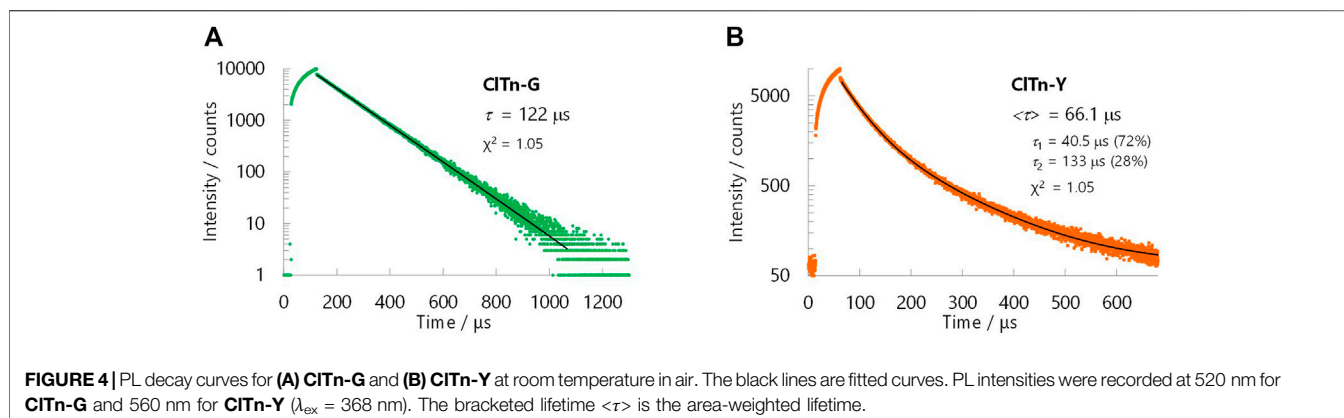 A
10000
1000
100
10
1
Intensity / counts
ClTn-G
τ = 122 μs
χ² = 1.05
0 200 400 600 800 1000 1200
Time / μs
B
5000
500
50
Intensity / counts
ClTn-Y
<τ> = 66.1 μs
τ₁ = 40.5 μs (72%)
τ₂ = 133 μs (28%)
χ² = 1.05
0 100 200 300 400 500 600
Time / μs
FIGURE 4 | PL decay curves for (A) ClTn-G and (B) ClTn-Y at room temperature in air. The black lines are fitted curves. PL intensities were recorded at 520 nm for
ClTn-G and 560 nm for ClTn-Y (λex = 368 nm). The bracketed lifetime <τ> is the area-weighted lifetime.